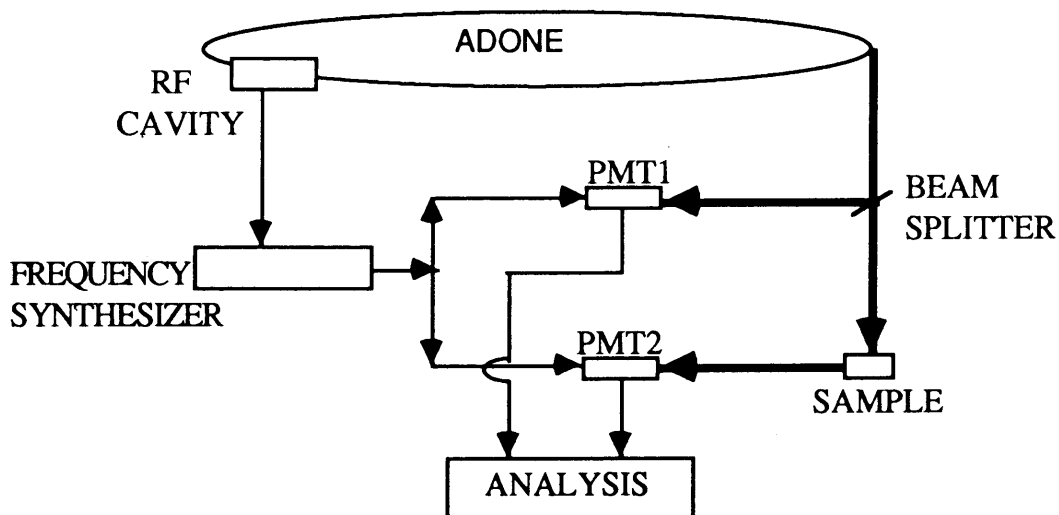 ADONE
RF
CAVITY
PMT1
BEAM
SPLITTER
FREQUENCY
SYNTHESIZER
PMT2
SAMPLE
ANALYSIS